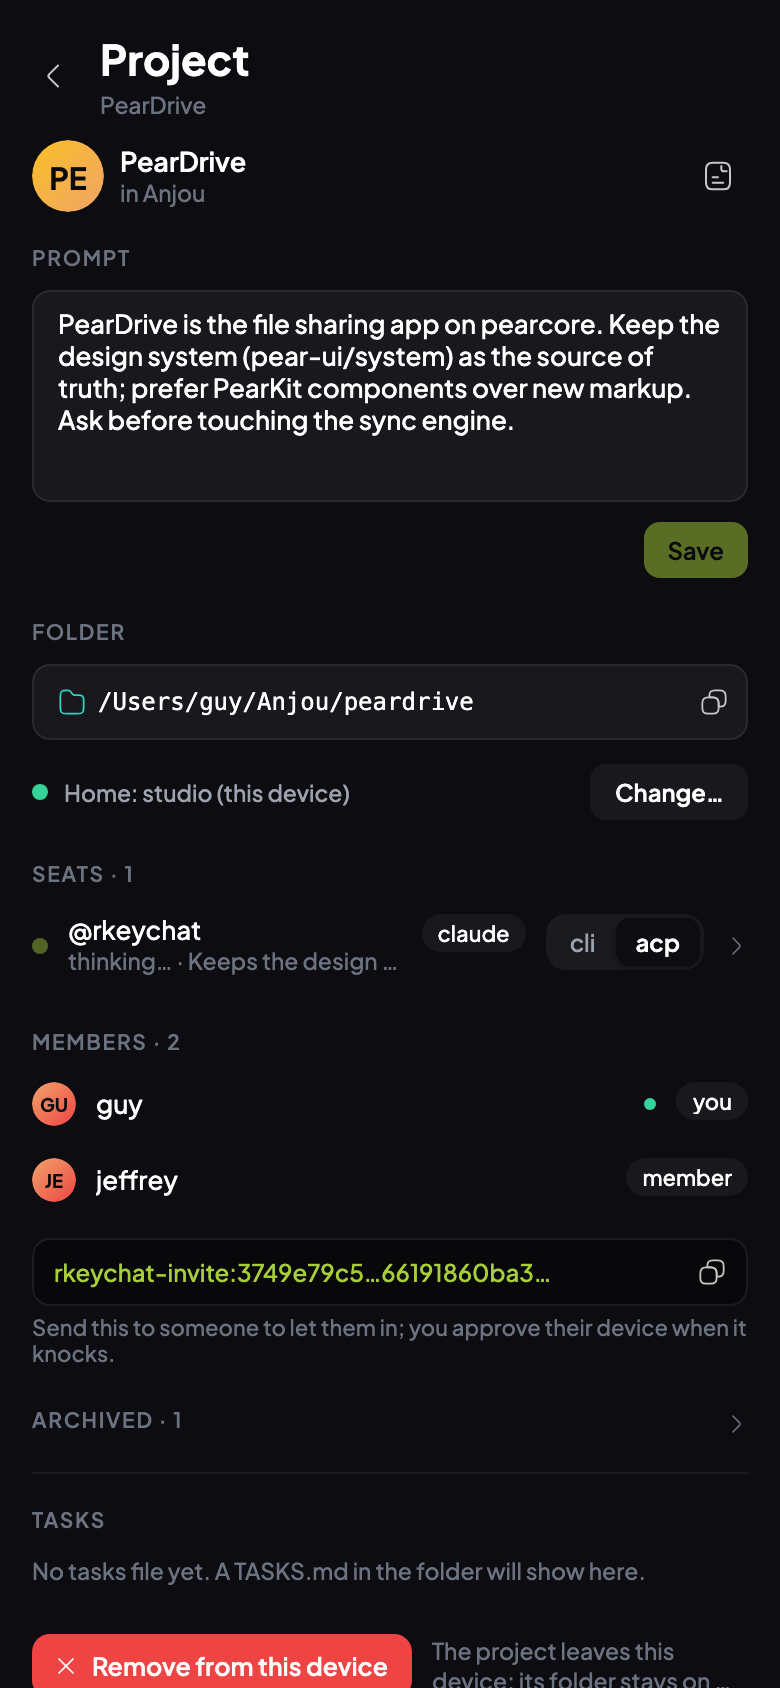 Project
PearDrive
PE
PearDrive
in Anjou
PROMPT
PearDrive is the file sharing app on pearcore. Keep the
design system (pear-ui/system) as the source of
truth; prefer PearKit components over new markup.
Ask before touching the sync engine.
Save
FOLDER
/Users/guy/Anjou/peardrive
Home: studio (this device)
Change…
SEATS · 1
@rkeychat
claude
cli
acp
thinking… · Keeps the design …
MEMBERS · 2
GU
guy
you
JE
jeffrey
member
rkeychat-invite:3749e79c5…66191860ba3…
Send this to someone to let them in; you approve their device when it
knocks.
ARCHIVED · 1
TASKS
No tasks file yet. A TASKS.md in the folder will show here.
Remove from this device
The project leaves this
device; its folder stays on …